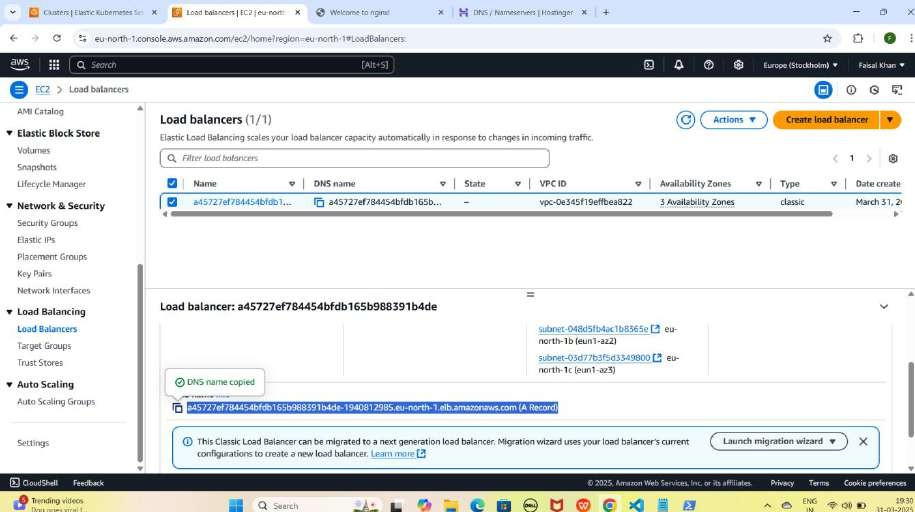 Clusters | Elastic Kubernetes Se
Load balancers | EC2 | eu-north
Welcome to nginx!
DNS / Nameservers | Hostinger
eu-north-1.console.aws.amazon.com/ec2/home?region=eu-north-1#LoadBalancers:
aws
Search
[Alt+S]
Europe (Stockholm)
Faisal Khan
EC2 > Load balancers
AMI Catalog
Elastic Block Store
Volumes
Snapshots
Lifecycle Manager
Network & Security
Security Groups
Elastic IPs
Placement Groups
Key Pairs
Network Interfaces
Load Balancing
Load Balancers
Target Groups
Trust Stores
Auto Scaling
Auto Scaling Groups
Settings
Load balancers (1/1)
Actions
Create load balancer
Elastic Load Balancing scales your load balancer capacity automatically in response to changes in incoming traffic.
Filter load balancers
1
Name DNS name State VPC ID Availability Zones Type Date create
a45727ef784454bfdb1... a45727ef784454bfdb165b... – vpc-0e345f19effbea822 3 Availability Zones classic March 31, 20
Load balancer: a45727ef784454bfdb165b988391b4de
subnet-048d5fb4ac1b8365e eu-
north-1b (eun1-az2)
subnet-03d77b3f5d3349800 eu-
north-1c (eun1-az3)
DNS name copied
a45727ef784454bfdb165b988391b4de-1940812985.eu-north-1.elb.amazonaws.com (A Record)
This Classic Load Balancer can be migrated to a next generation load balancer. Migration wizard uses your load balancer's current
configurations to create a new load balancer. Learn more
Launch migration wizard
CloudShell Feedback
© 2025, Amazon Web Services, Inc. or its affiliates. Privacy Terms Cookie preferences
Trending videos
Search
DELL
ENG
IN
19:30
31-03-2025